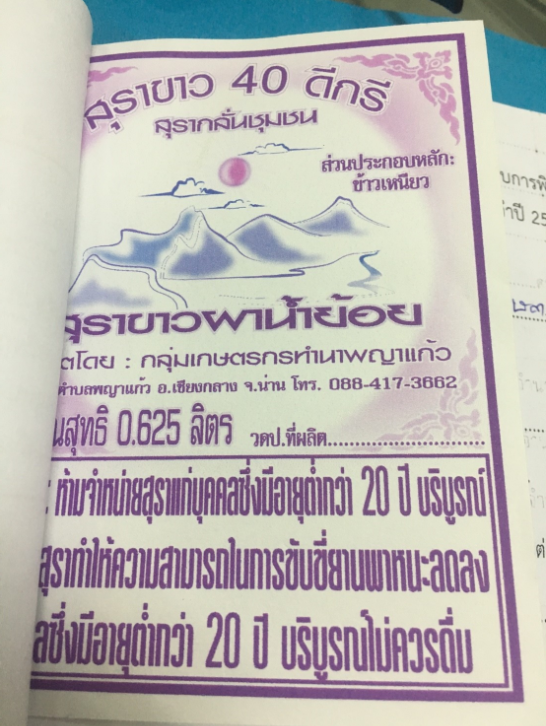 สุราขาว 40 ดีกรี
สุรากลั่นชุมชน
ส่วนประกอบหลัก:
ข้าวเหนียว
สุราขาวผาน้ำย้อย
ตโดย : กลุ่มเกษตรกรทำนาพญาแก้ว
ตำบลพญาแก้ว อ.เชียงกลาง จ.น่าน โทร. 088-417-3662
นสุทธิ 0.625 ลิตร วดป.ที่ผลิต..............................
: ห้ามจำหน่ายสุราแก่บุคคลซึ่งมีอายุต่ำกว่า 20 ปี บริบูรณ์
สุราทำให้ความสามารถในการขับขี่ยานพาหนะลดลง
ลซึ่งมีอายุต่ำกว่า 20 ปี บริบูรณ์ไม่ควรดื่ม
บการพิ
ปี 25